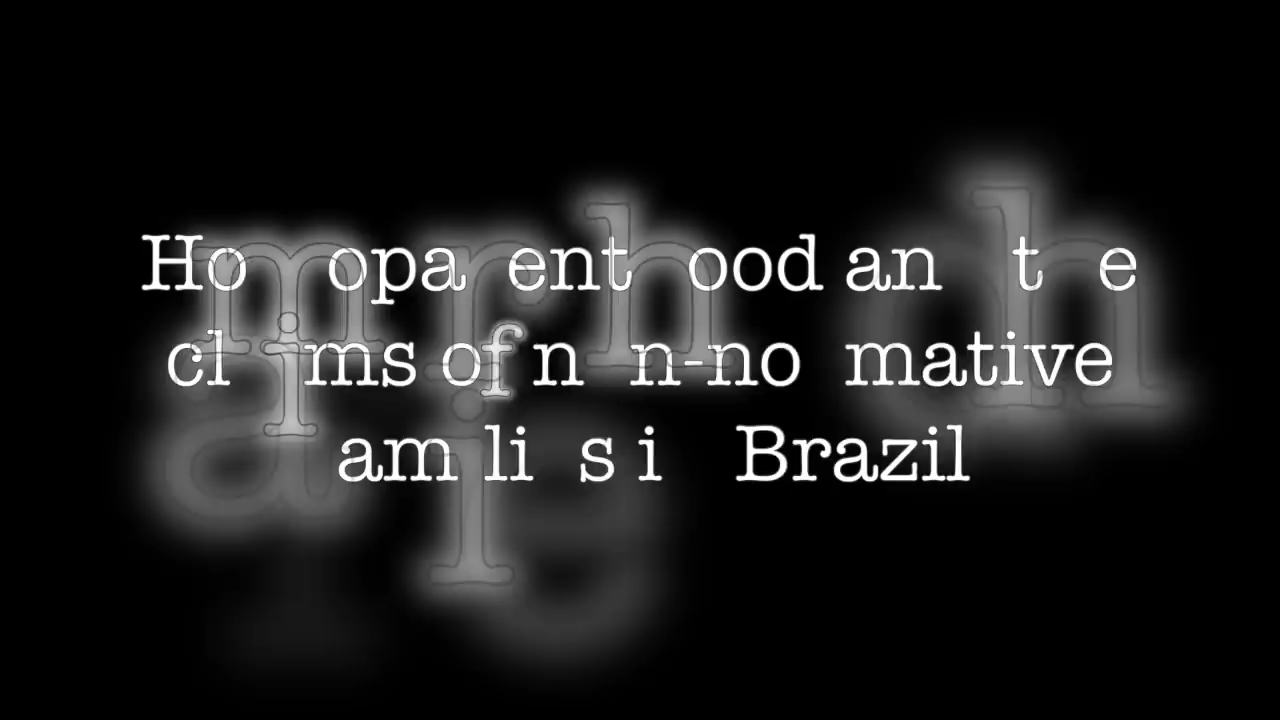 Ho opa ent ood an t e
cl ims of n n-no mative
am li s i Brazil